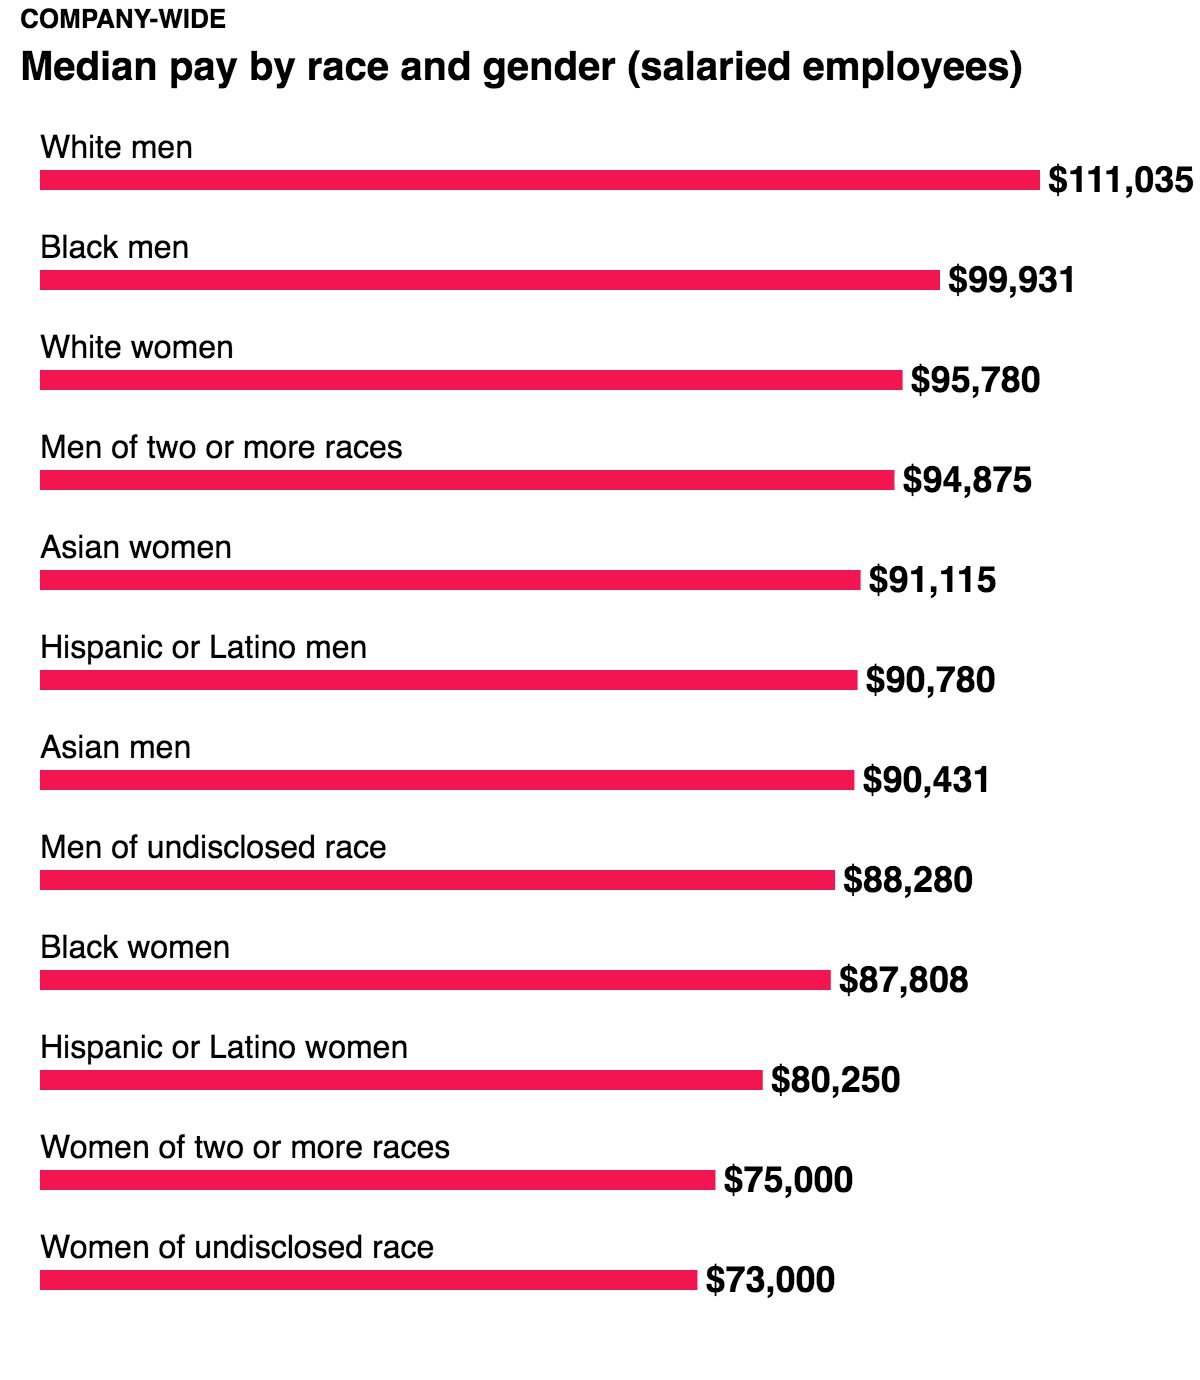 COMPANY-WIDE
Median pay by race and gender (salaried employees)
White men
$111,035
Black men
$99,931
White women
$95,780
Men of two or more races
$94,875
Asian women
$91,115
Hispanic or Latino men
$90,780
Asian men
$90,431
Men of undisclosed race
$88,280
Black women
$87,808
Hispanic or Latino women
$80,250
Women of two or more races
$75,000
Women of undisclosed race
$73,000